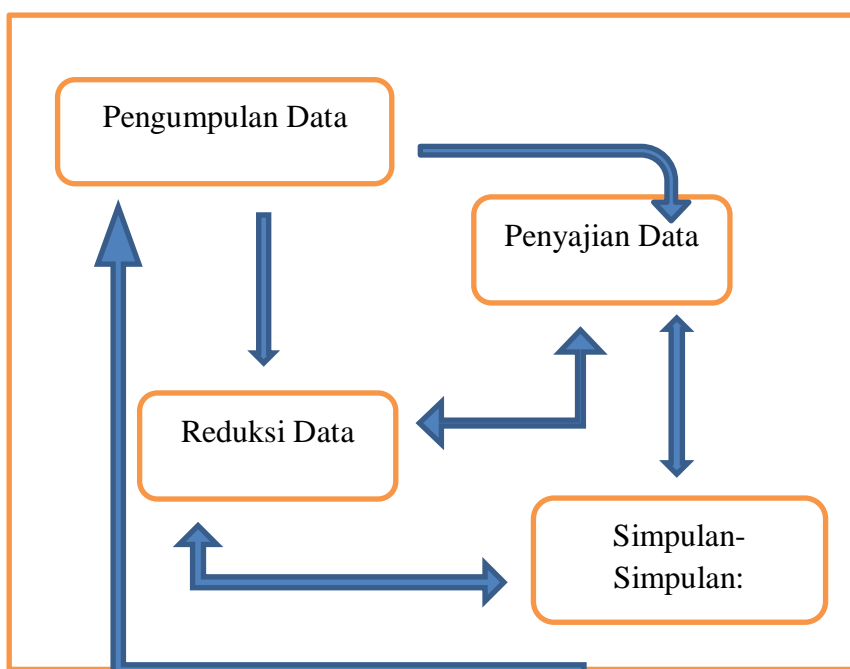 Pengumpulan Data
Penyajian Data
Reduksi Data
Simpulan-
Simpulan: